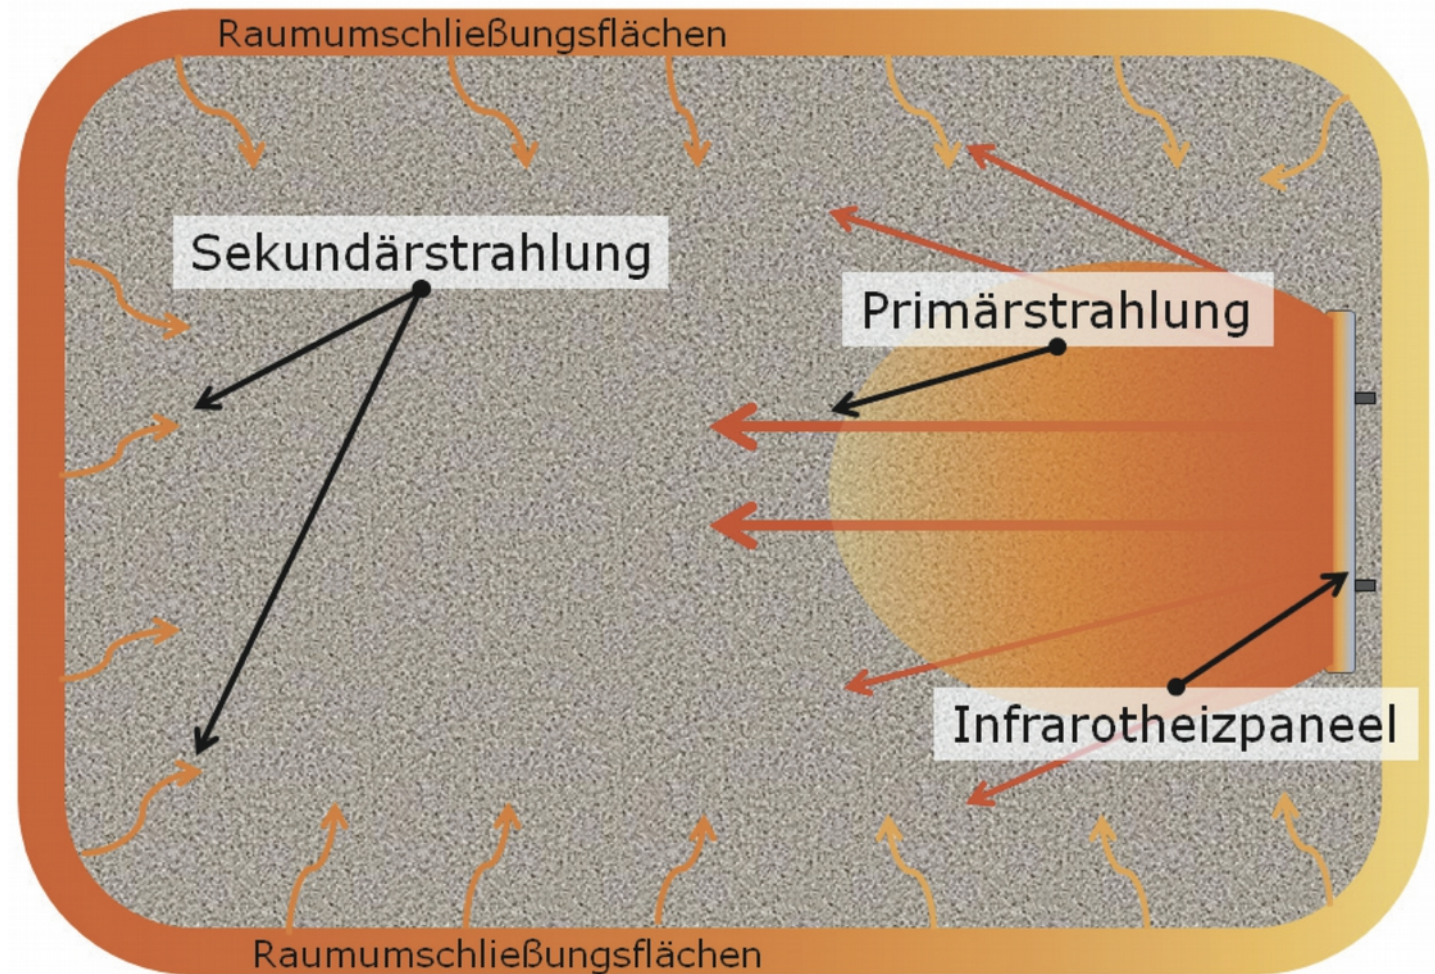 Raumumschließungsflächen
Sekundärstrahlung
Primärstrahlung
Infrarotheizpaneel
Raumumschließungsflächen